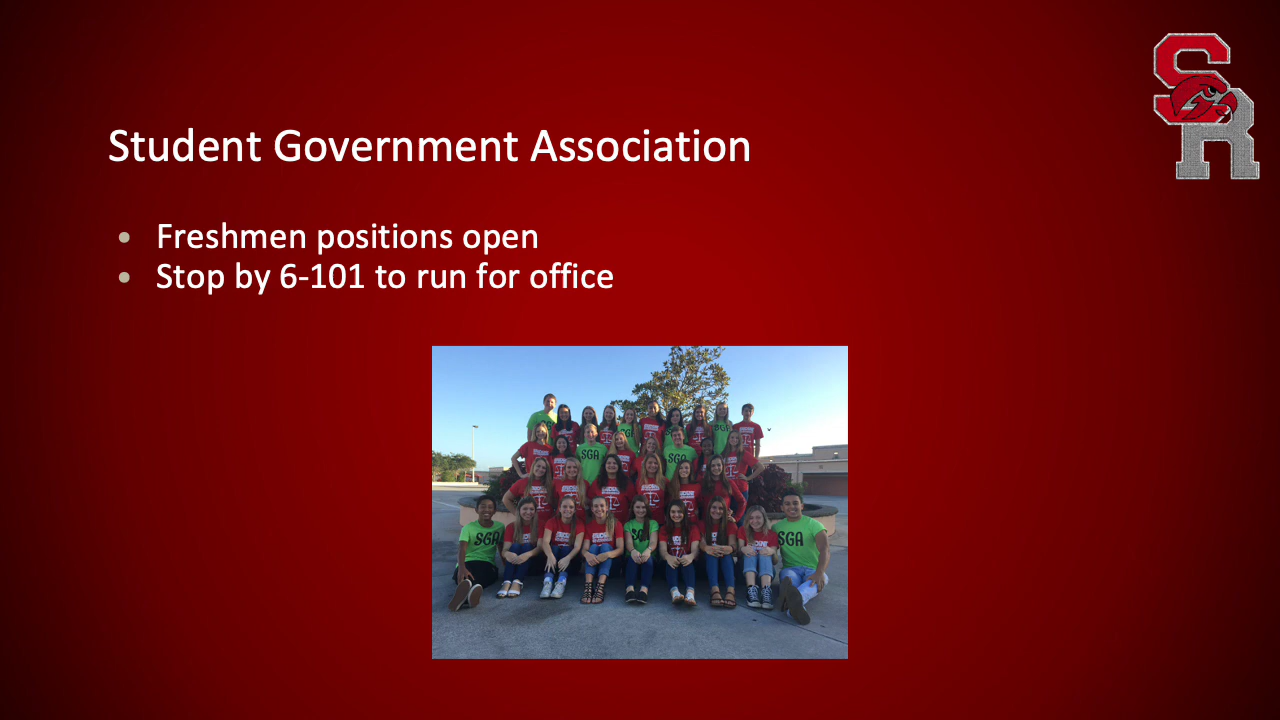 SR
Student Government Association
• Freshmen positions open
• Stop by 6-101 to run for office
SGA
SGA
SGA
SGA